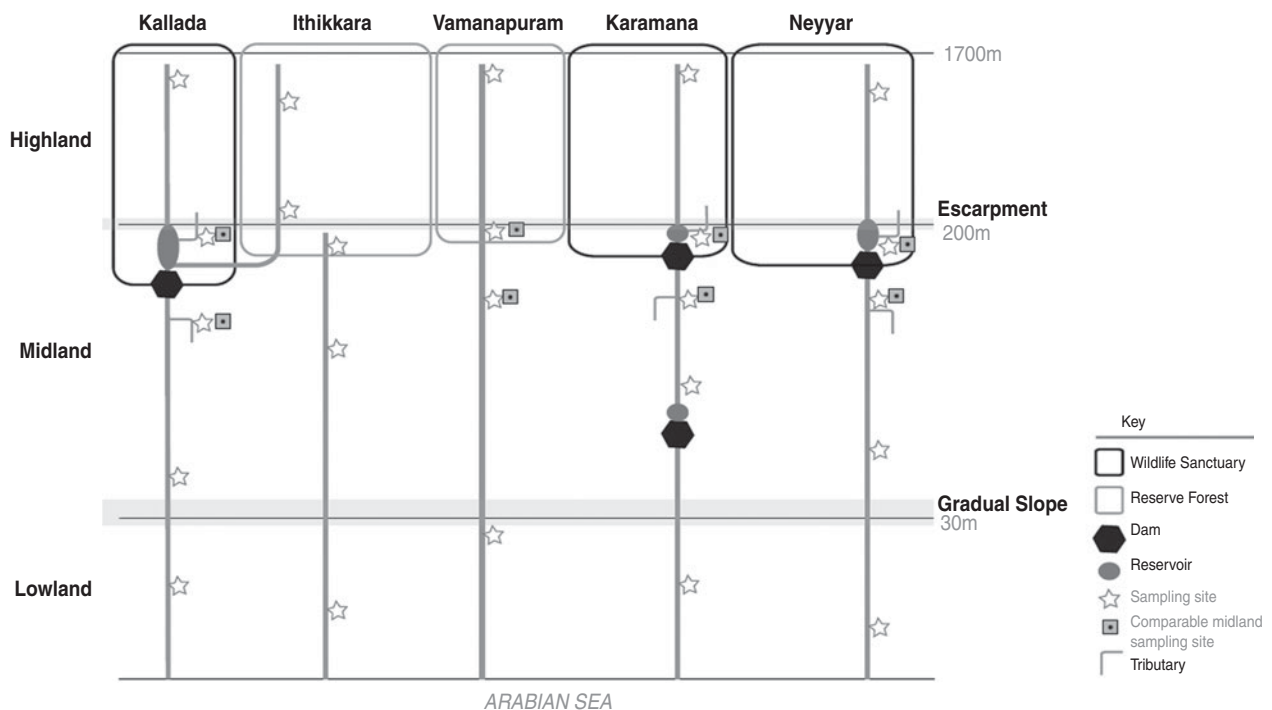 Kallada Ithikkara Vamanapuram Karamana Neyyar
1700m
Highland
Escarpment
200m
Midland
Gradual Slope
30m
Lowland
ARABIAN SEA
Key
Wildlife Sanctuary
Reserve Forest
Dam
Reservoir
Sampling site
Comparable midland
sampling site
Tributary